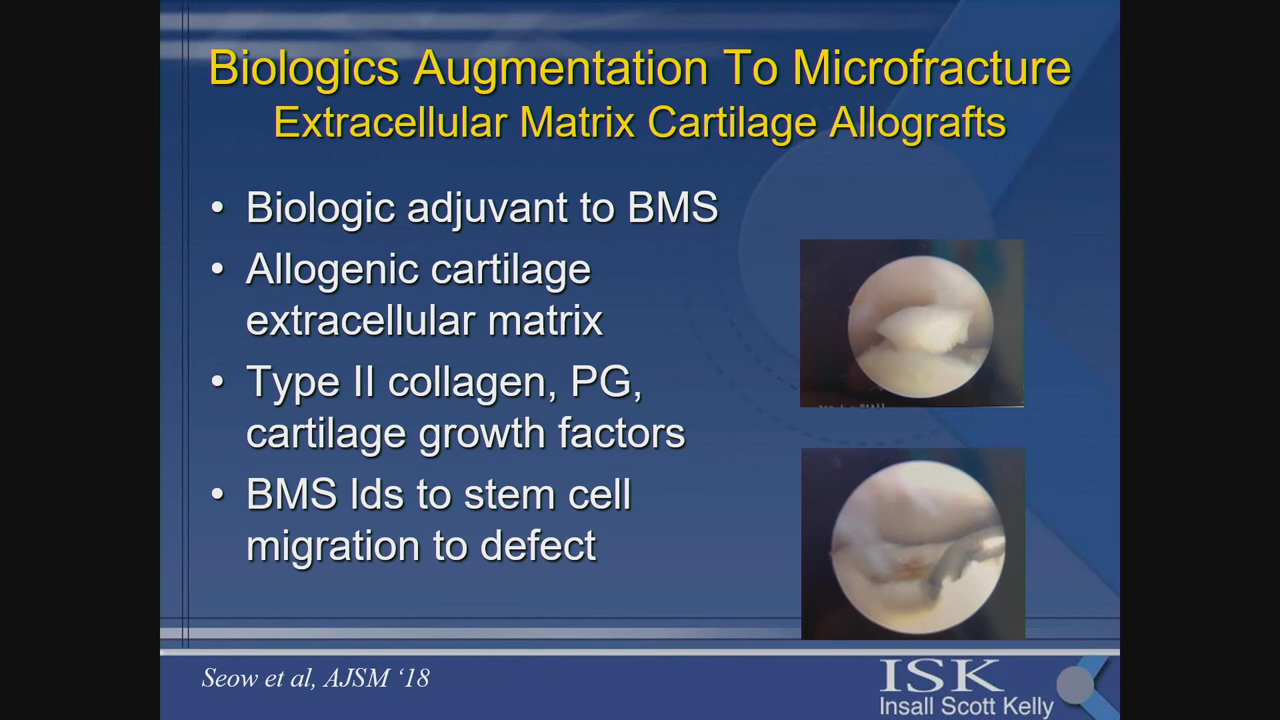 Biologics Augmentation To Microfracture
Extracellular Matrix Cartilage Allografts
• Biologic adjuvant to BMS
• Allogenic cartilage
extracellular matrix
• Type II collagen, PG,
cartilage growth factors
• BMS lds to stem cell
migration to defect
Seow et al, AJSM ‘18
ISK
Insall Scott Kelly